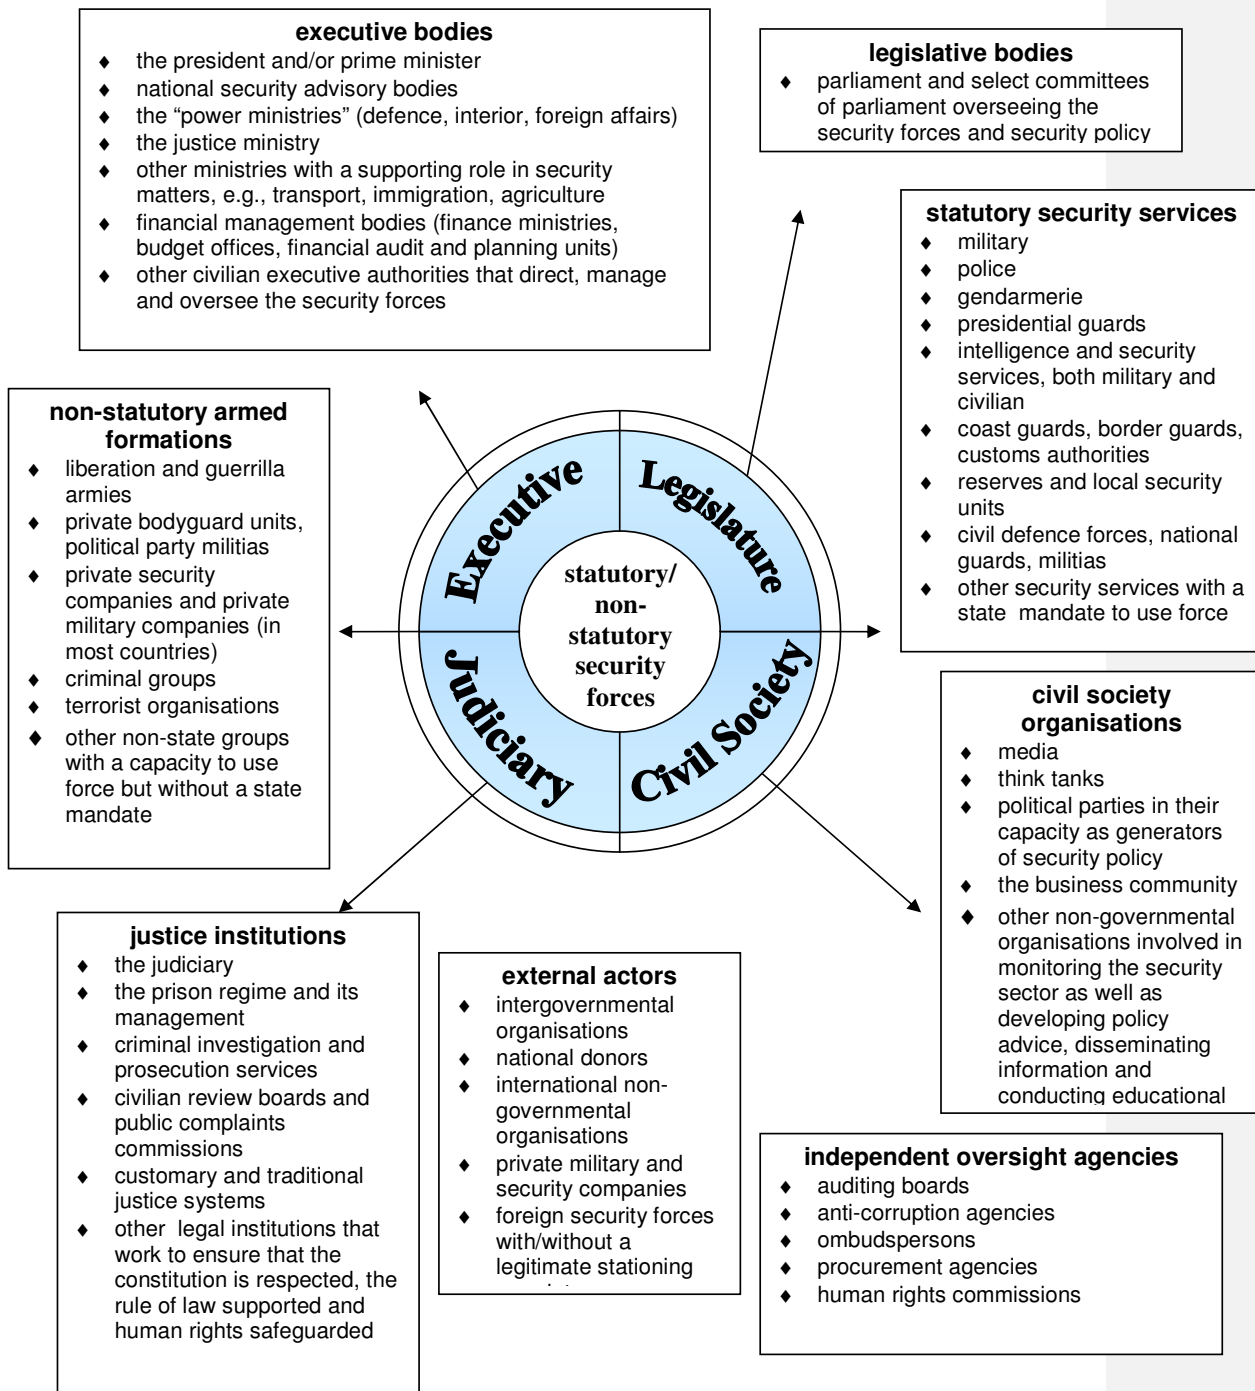 executive bodies
♦ the president and/or prime minister
♦ national security advisory bodies
♦ the “power ministries” (defence, interior, foreign affairs)
♦ the justice ministry
♦ other ministries with a supporting role in security
matters, e.g., transport, immigration, agriculture
♦ financial management bodies (finance ministries,
budget offices, financial audit and planning units)
♦ other civilian executive authorities that direct, manage
and oversee the security forces
legislative bodies
♦ parliament and select committees
of parliament overseeing the
security forces and security policy
statutory security services
♦ military
♦ police
♦ gendarmerie
♦ presidential guards
♦ intelligence and security
services, both military and
civilian
♦ coast guards, border guards,
customs authorities
♦ reserves and local security
units
♦ civil defence forces, national
guards, militias
♦ other security services with a
state mandate to use force
non-statutory armed
formations
♦ liberation and guerrilla
armies
♦ private bodyguard units,
political party militias
♦ private security
companies and private
military companies (in
most countries)
♦ criminal groups
♦ terrorist organisations
♦ other non-state groups
with a capacity to use
force but without a state
mandate
Executive
Legislature
Judiciary
Civil Society
statutory/
non-
statutory
security
forces
civil society
organisations
♦ media
♦ think tanks
♦ political parties in their
capacity as generators
of security policy
♦ the business community
♦ other non-governmental
organisations involved in
monitoring the security
sector as well as
developing policy
advice, disseminating
information and
conducting educational
justice institutions
♦ the judiciary
♦ the prison regime and its
management
♦ criminal investigation and
prosecution services
♦ civilian review boards and
public complaints
commissions
♦ customary and traditional
justice systems
♦ other legal institutions that
work to ensure that the
constitution is respected, the
rule of law supported and
human rights safeguarded
external actors
♦ intergovernmental
organisations
♦ national donors
♦ international non-
governmental
organisations
♦ private military and
security companies
♦ foreign security forces
with/without a
legitimate stationing
independent oversight agencies
♦ auditing boards
♦ anti-corruption agencies
♦ ombudspersons
♦ procurement agencies
♦ human rights commissions